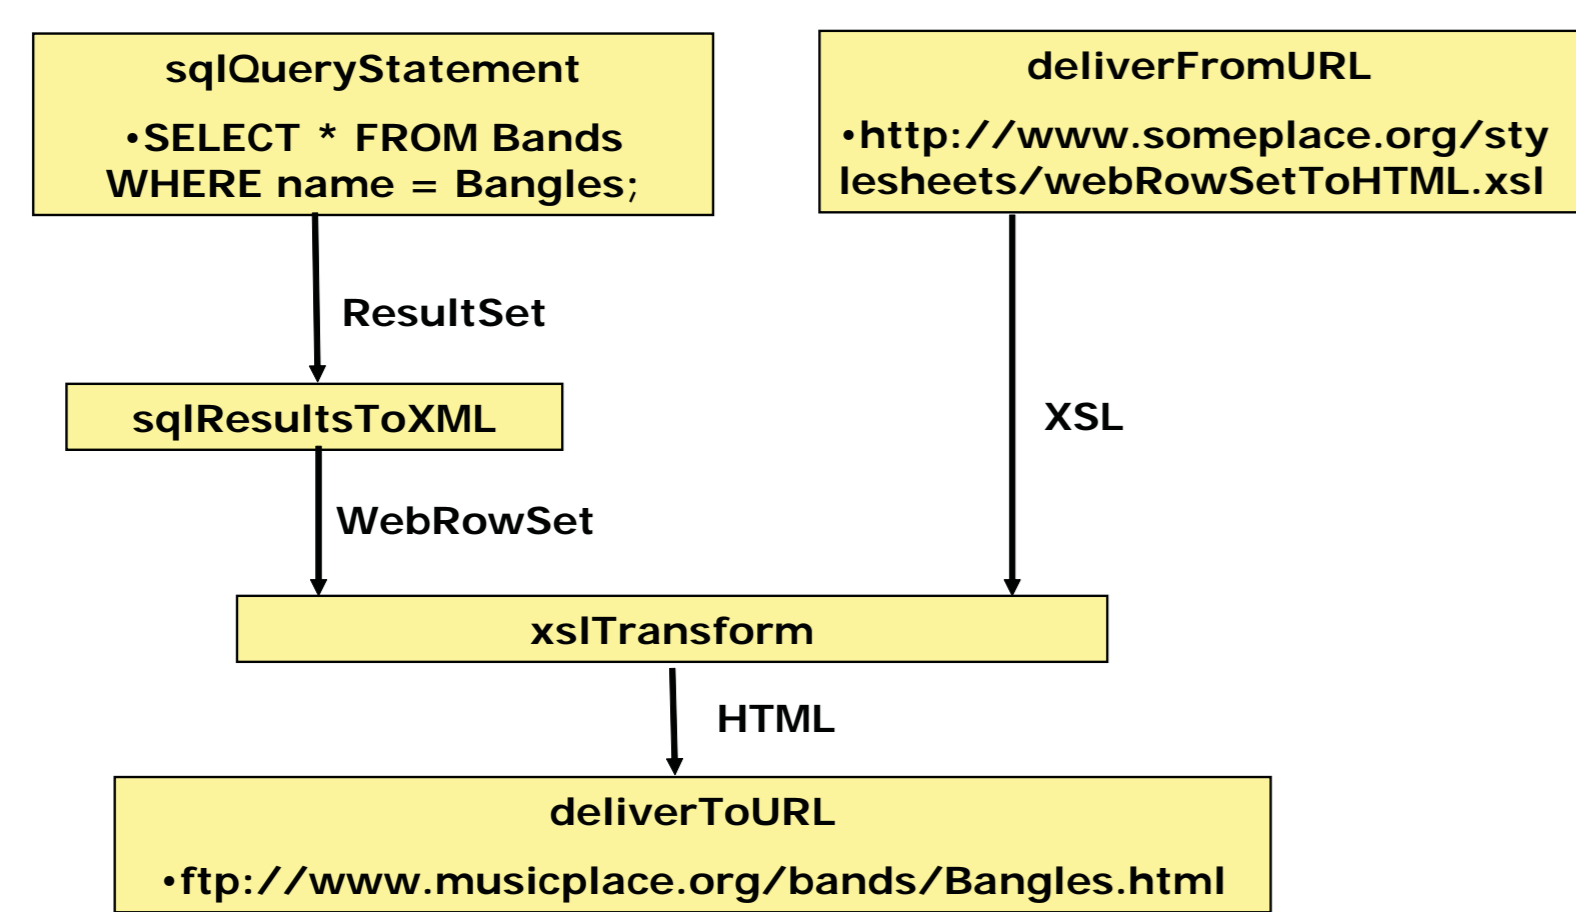 sqlQueryStatement
•SELECT * FROM Bands
WHERE name = Bangles;
deliverFromURL
•http://www.someplace.org/sty
lesheets/webRowSetToHTML.xsl
ResultSet
sqlResultsToXML
XSL
WebRowSet
xslTransform
HTML
deliverToURL
•ftp://www.musicplace.org/bands/Bangles.html